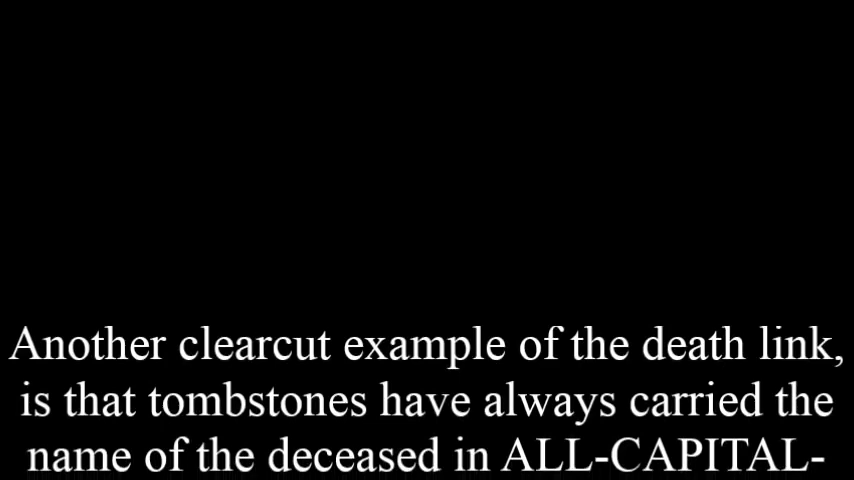 Another clearcut example of the death link,
is that tombstones have always carried the
name of the deceased in ALL-CAPITAL-